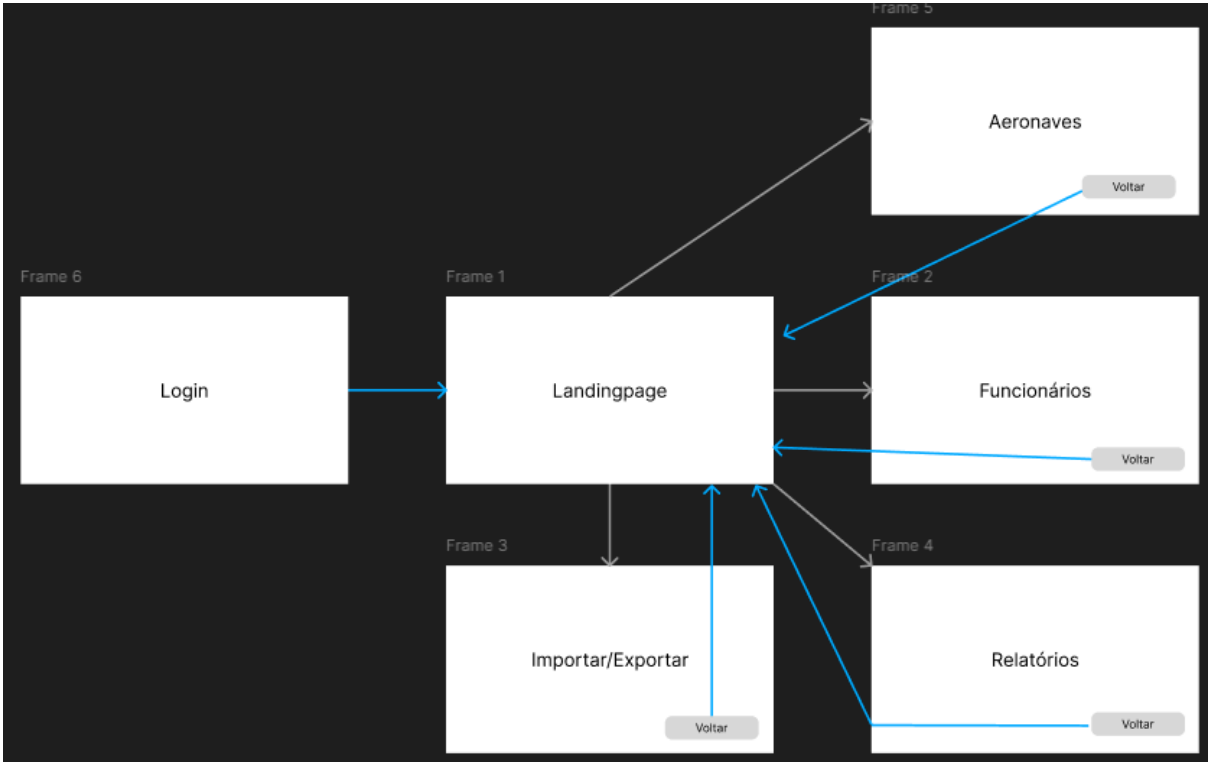 Frame 5
Aeronaves
Voltar
Frame 6
Login
Frame 1
Landingpage
Frame 2
Funcionários
Voltar
Frame 3
Importar/Exportar
Voltar
Frame 4
Relatórios
Voltar